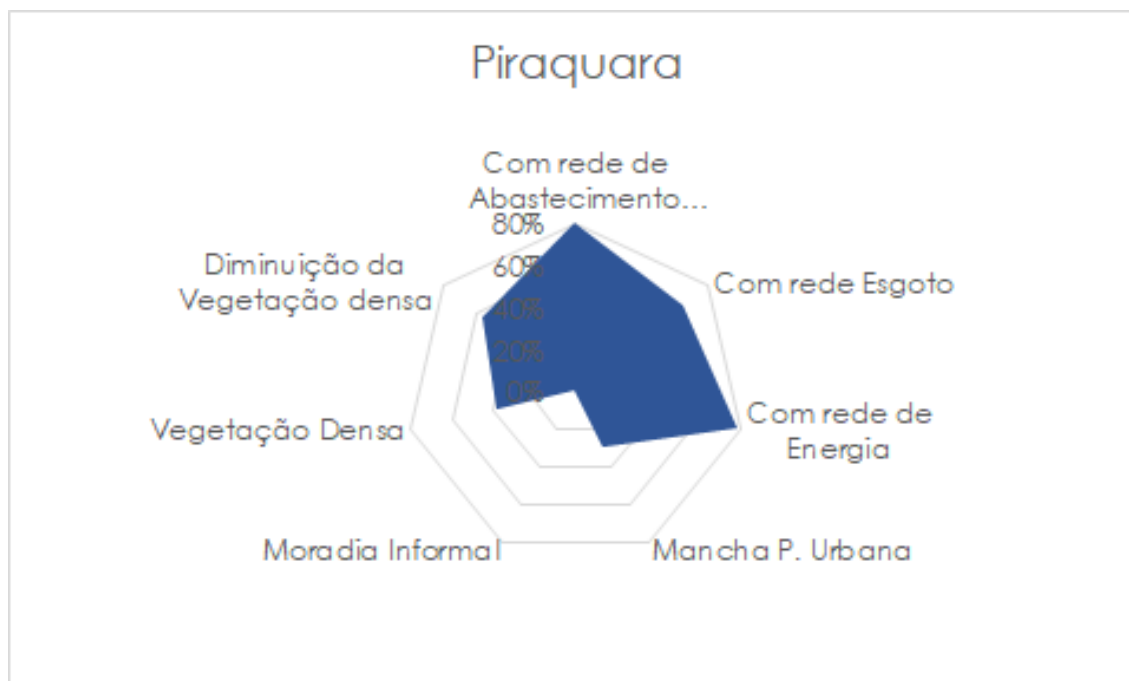 Piraquara
Com rede de
Abastecimento...
80%
60%
40%
20%
0%
Com rede Esgoto
Com rede de
Energia
Mancha P. Urbana
Moradia Informal
Vegetação Densa
Diminuição da
Vegetação densa